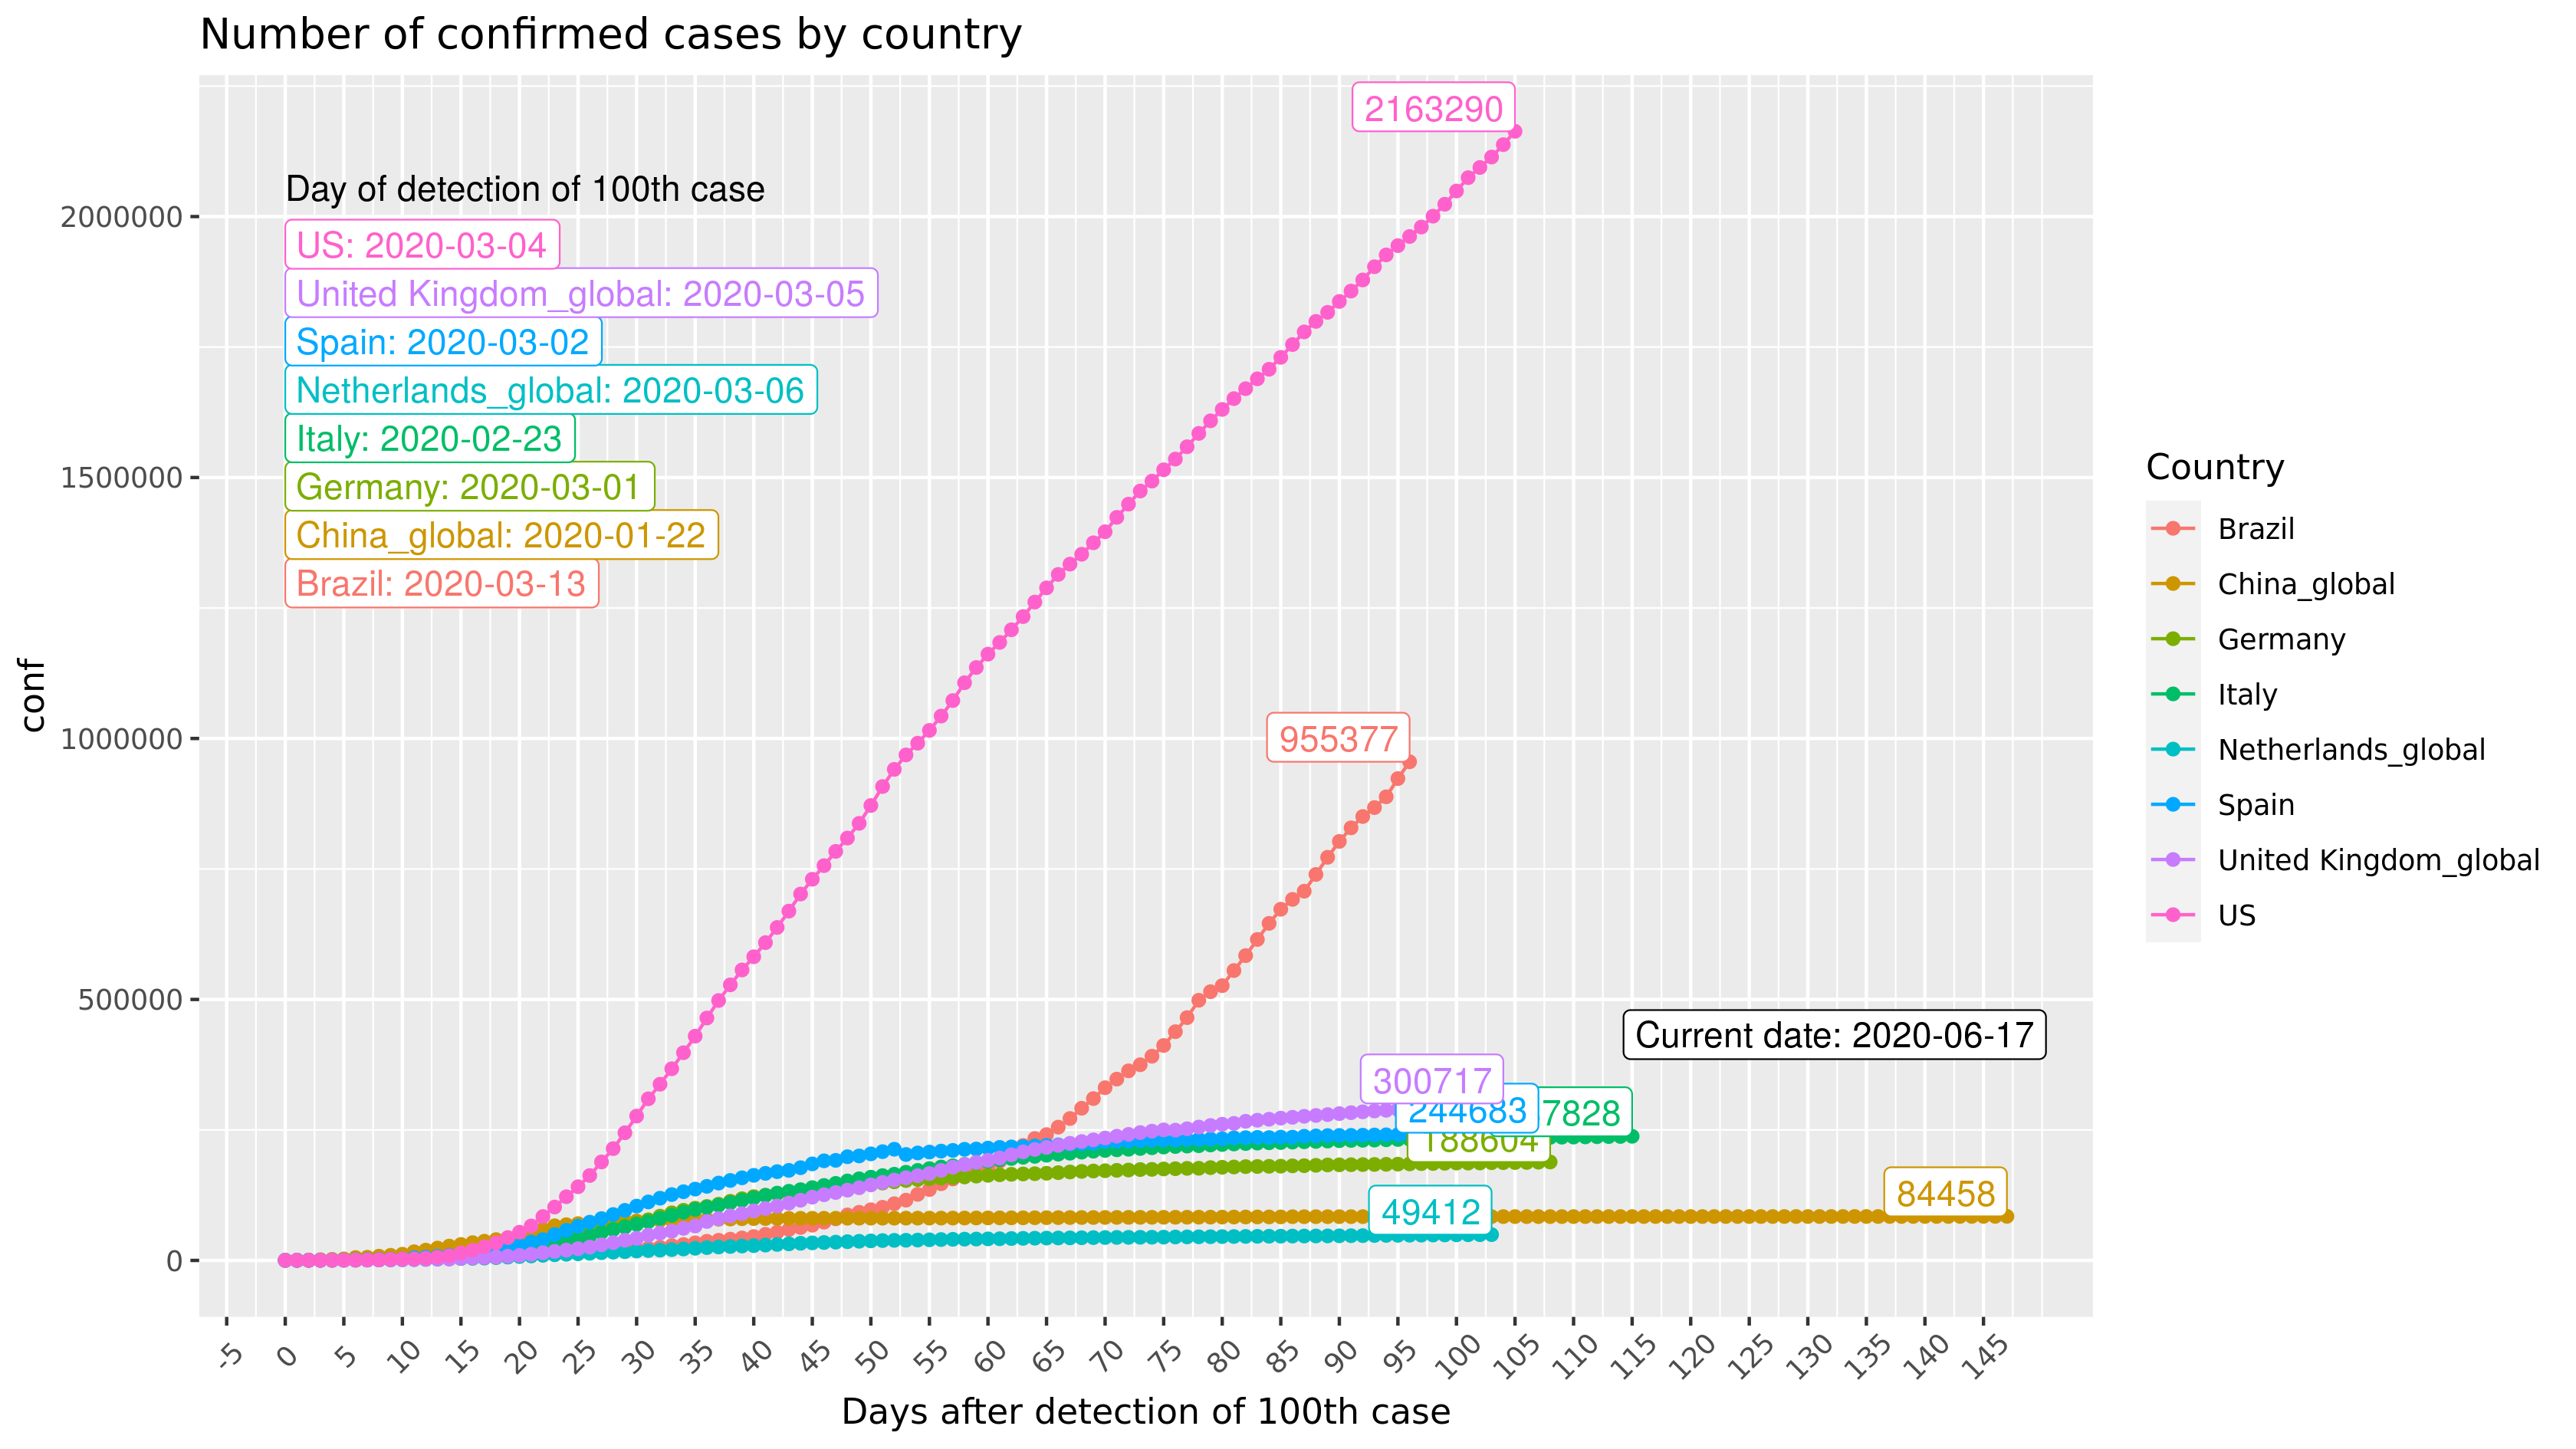 Number of confirmed cases by country
2163290
Day of detection of 100th case
US: 2020-03-04
United Kingdom_global: 2020-03-05
Spain: 2020-03-02
Netherlands_global: 2020-03-06
Italy: 2020-02-23
Germany: 2020-03-01
China_global: 2020-01-22
Brazil: 2020-03-13
955377
Current date: 2020-06-17
300717
244683
7828
188604
84458
49412
2000000
1500000
1000000
500000
0
conf
-5 0 5 10 15 20 25 30 35 40 45 50 55 60 65 70 75 80 85 90 95 100 105 110 115 120 125 130 135 140 145
Days after detection of 100th case
Country
Brazil
China_global
Germany
Italy
Netherlands_global
Spain
United Kingdom_global
US